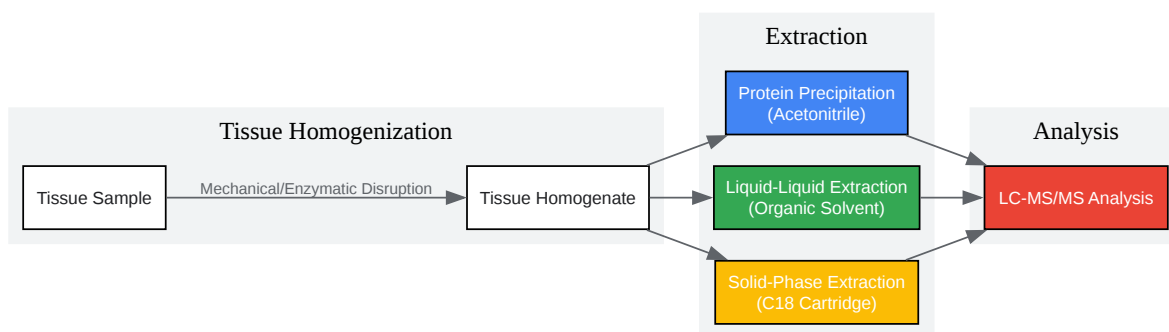 Tissue Homogenization
Tissue Sample
Mechanical/Enzymatic Disruption
Tissue Homogenate
Extraction
Protein Precipitation
(Acetonitrile)
Liquid-Liquid Extraction
(Organic Solvent)
Solid-Phase Extraction
(C18 Cartridge)
Analysis
LC-MS/MS Analysis